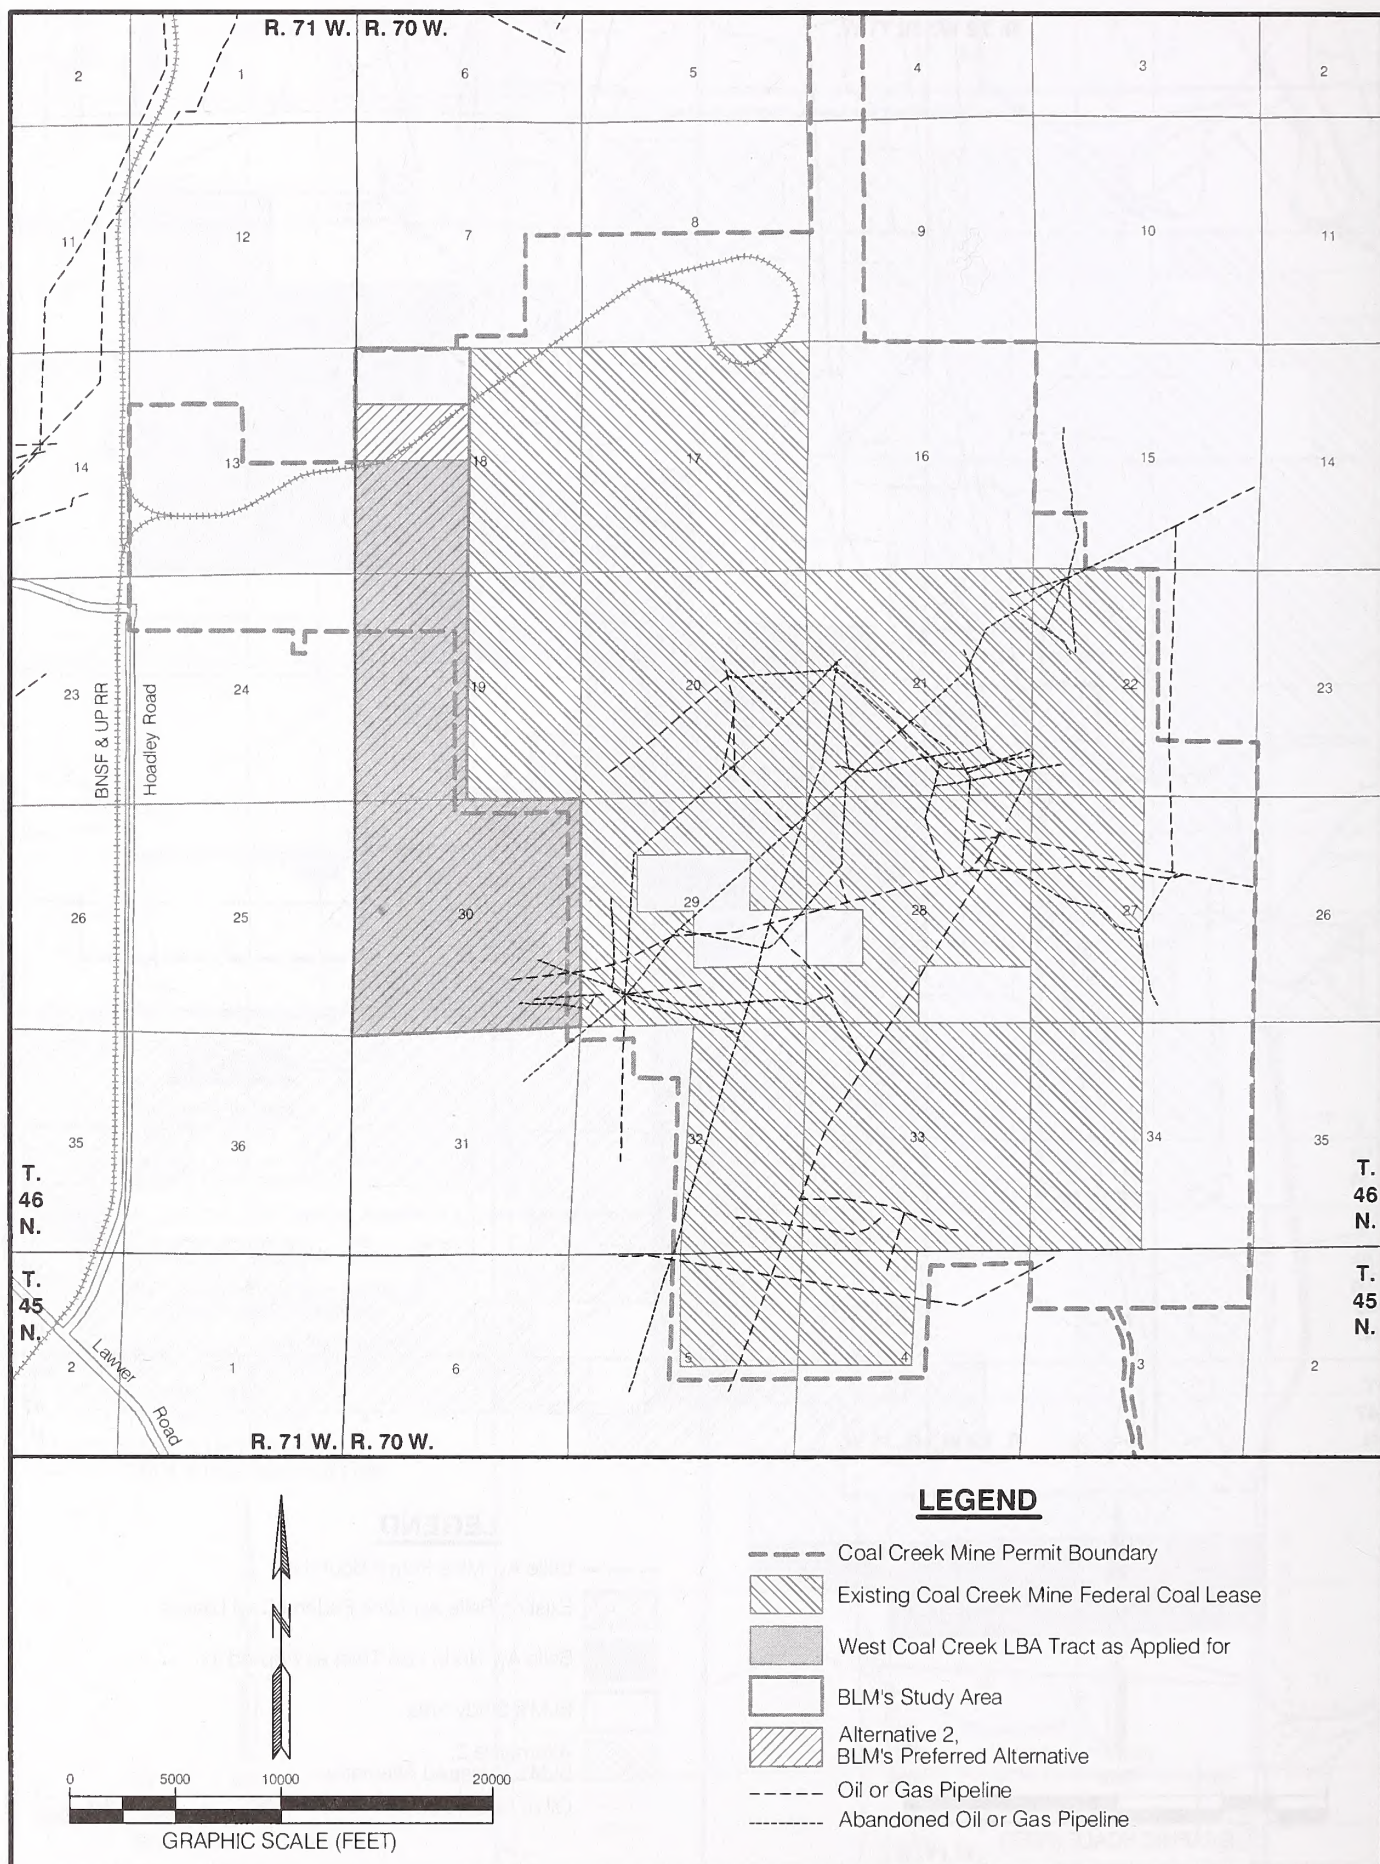 R. 71 W. R. 70 W.
2 1 6 5 4 3 2
11 12 7 8 9 10 11
14 13 18 17 16 15 14
23 24 19 20 21 22 23
BNSF & UP RR
Hoadley Road
26 25 30 29 28 27 26
35 36 31 32 33 34 35
T.
46
N.
T.
46
N.
T.
45
N.
T.
45
N.
2 1 6 5 4 3 2
Lawver
Road
R. 71 W. R. 70 W.
N
0 5000 10000 20000
GRAPHIC SCALE (FEET)
LEGEND
Coal Creek Mine Permit Boundary
Existing Coal Creek Mine Federal Coal Lease
West Coal Creek LBA Tract as Applied for
BLM's Study Area
Alternative 2,
BLM's Preferred Alternative
Oil or Gas Pipeline
Abandoned Oil or Gas Pipeline